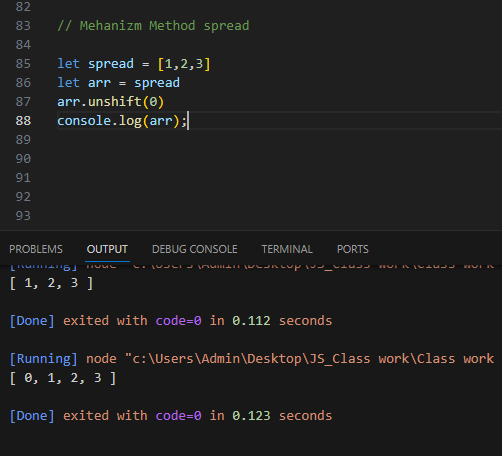 82
83 // Mehanizm Method spread
84
85 let spread = [1,2,3]
86 let arr = spread
87 arr.unshift(0)
88 console.log(arr);
89
90
91
92
93
PROBLEMS OUTPUT DEBUG CONSOLE TERMINAL PORTS
[Running] node "c:\Users\Admin\Desktop\JS_Class work\Class work
[ 1, 2, 3 ]
[Done] exited with code=0 in 0.112 seconds
[Running] node "c:\Users\Admin\Desktop\JS_Class work\Class work
[ 0, 1, 2, 3 ]
[Done] exited with code=0 in 0.123 seconds